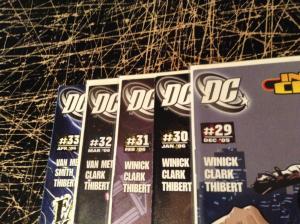 DC
#33
APR '06
VAN MET
SMITH
THIBERT
DC
#32
MAR '06
VAN MET
CLARK
THIBERT
DC
#31
FEB '06
WINICK
CLARK
THIBERT
DC
#30
JAN '06
WINICK
CLARK
THIBERT
DC
#29
DEC '05
WINICK
CLARK
THIBERT